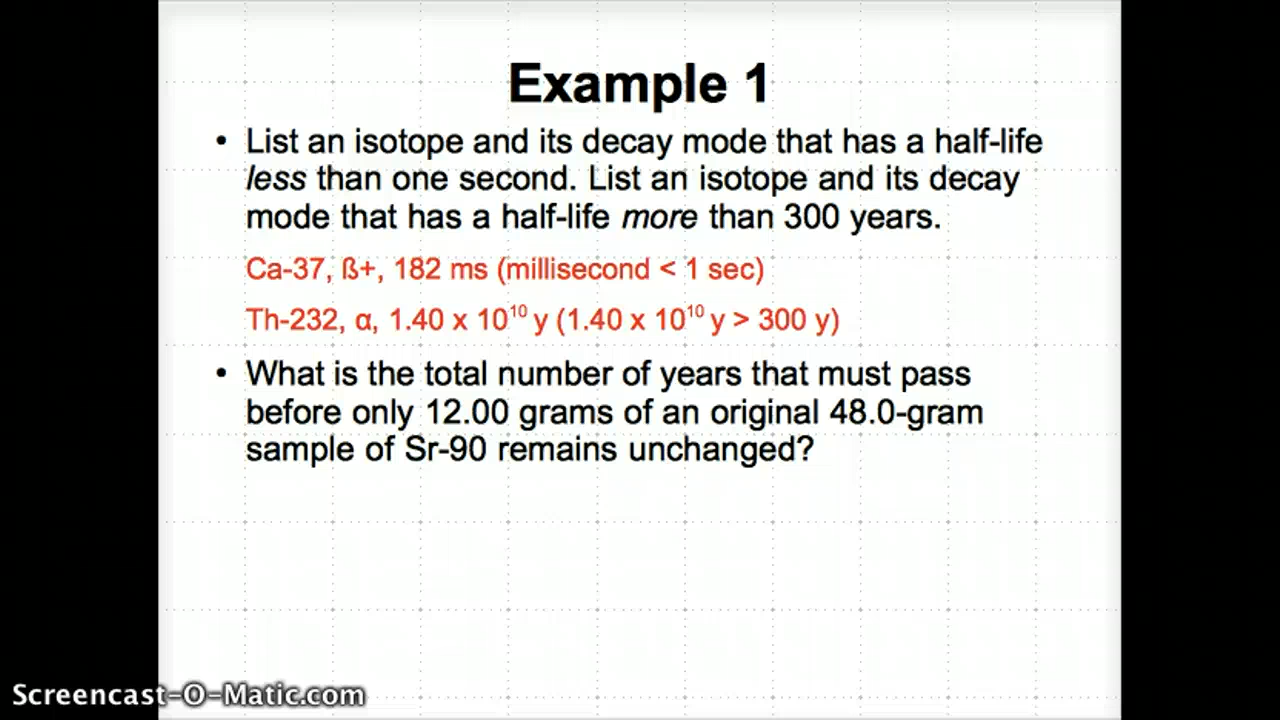 Example 1
• List an isotope and its decay mode that has a half-life
less than one second. List an isotope and its decay
mode that has a half-life more than 300 years.
Ca-37, ß+, 182 ms (millisecond < 1 sec)
Th-232, α, 1.40 x 10¹⁰ y (1.40 x 10¹⁰ y > 300 y)
• What is the total number of years that must pass
before only 12.00 grams of an original 48.0-gram
sample of Sr-90 remains unchanged?
Screencast-O-Matic.com